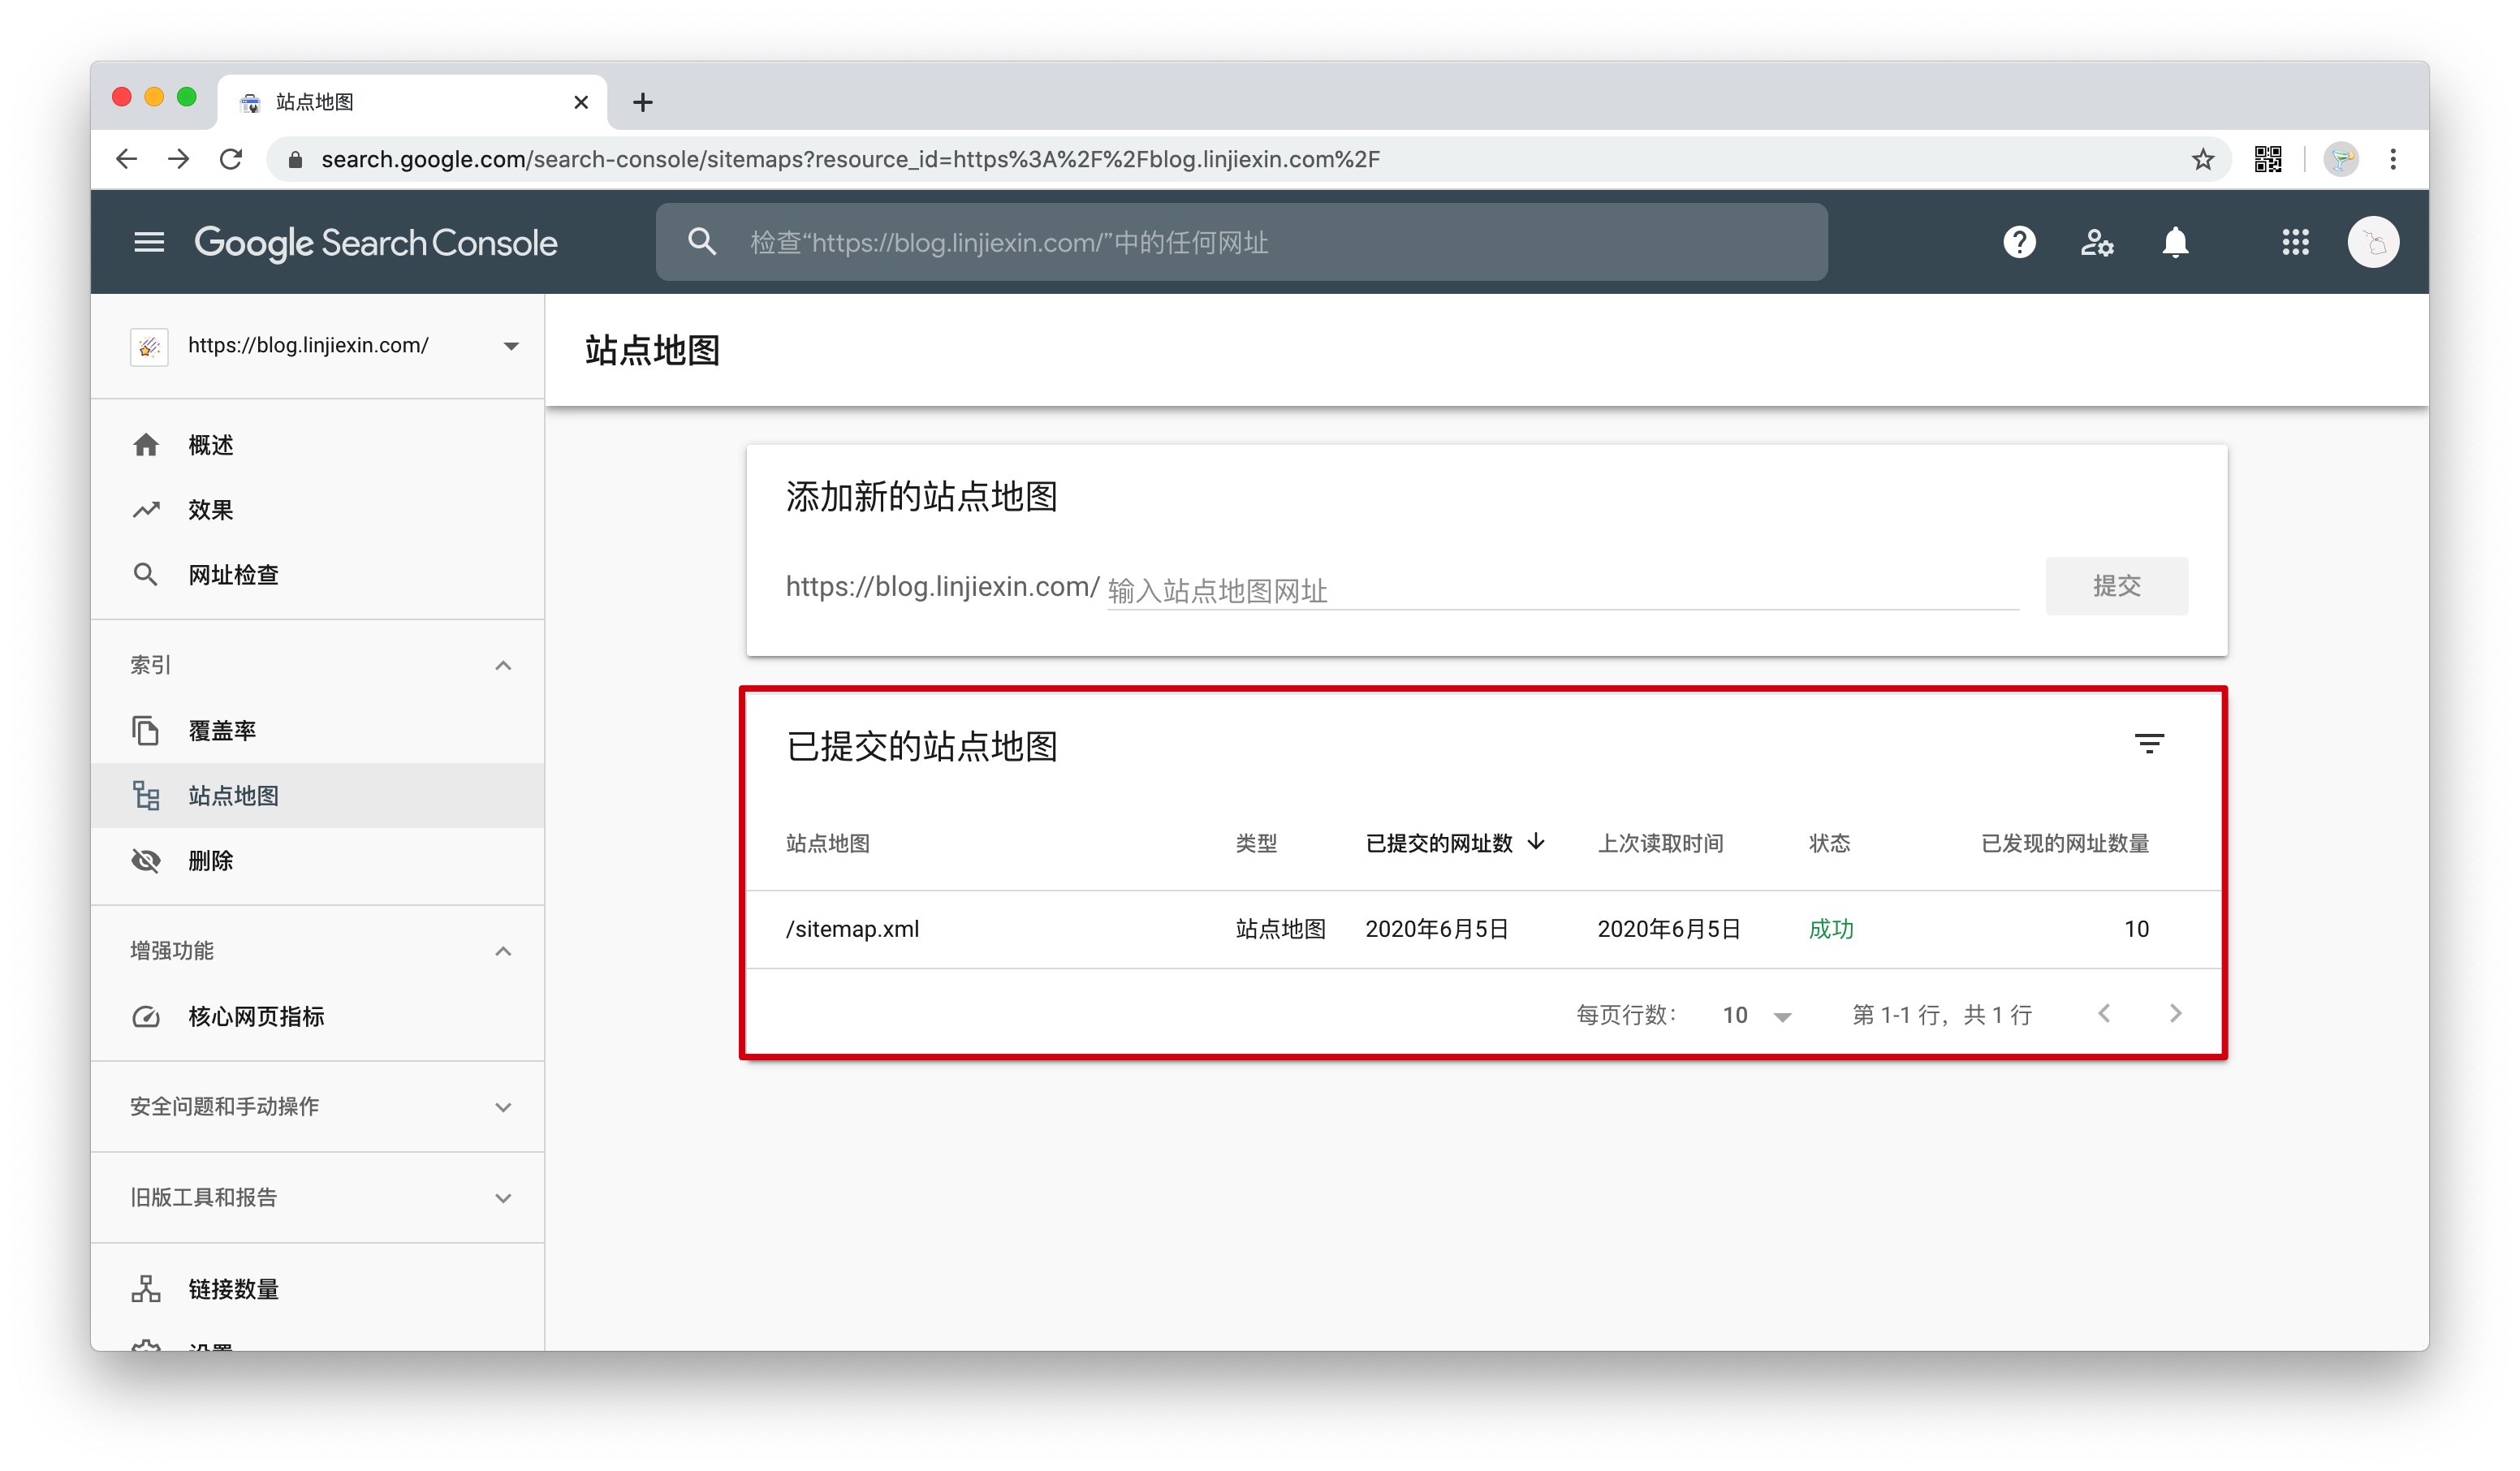 站点地图
search.google.com/search-console/sitemaps?resource_id=https%3A%2F%2Fblog.linjiexin.com%2F
Google Search Console
检查“https://blog.linjiexin.com/”中的任何网址
https://blog.linjiexin.com/
概述
效果
网址检查
索引
覆盖率
站点地图
删除
增强功能
核心网页指标
安全问题和手动操作
旧版工具和报告
链接数量
设置
站点地图
添加新的站点地图
https://blog.linjiexin.com/ 输入站点地图网址 提交
已提交的站点地图
站点地图 类型 已提交的网址数 上次读取时间 状态 已发现的网址数量
/sitemap.xml 站点地图 2020年6月5日 2020年6月5日 成功 10
每页行数： 10 第 1-1 行，共 1 行